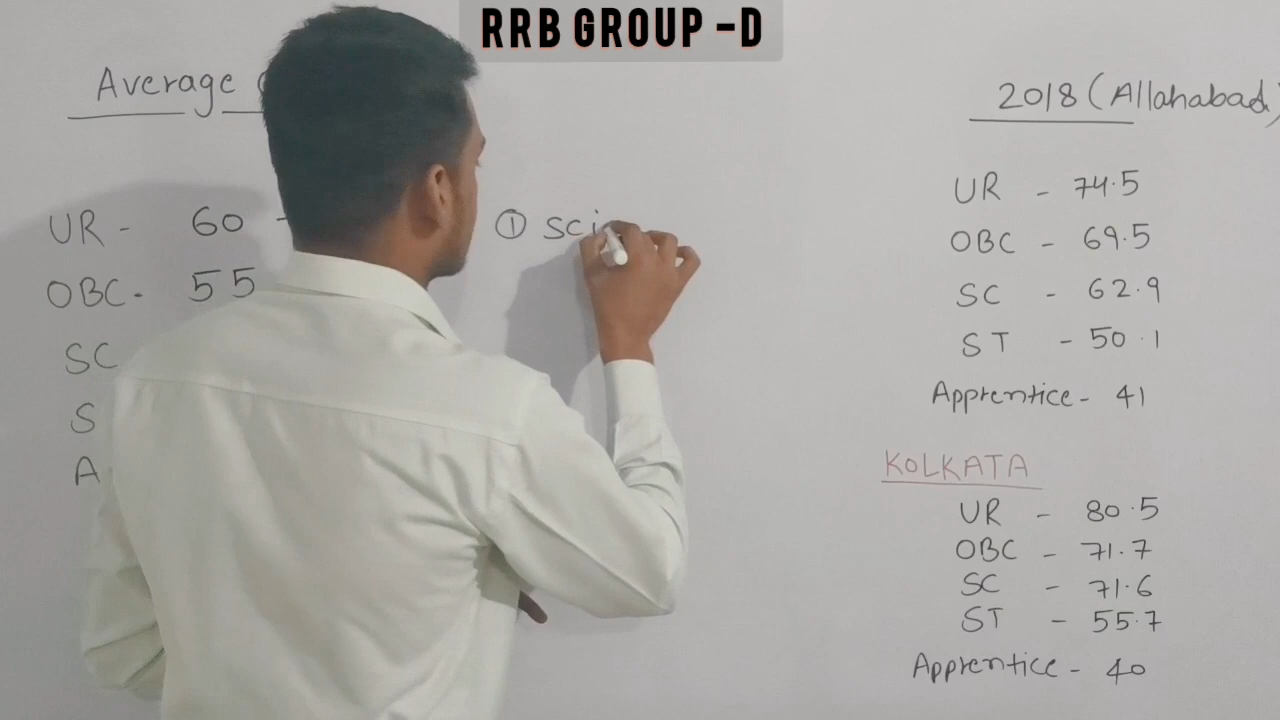 RRB GROUP -D
Average
UR - 60 -
OBC - 55
SC
S
A
① sci
2018 (Allahabad)
UR - 74.5
OBC - 69.5
SC - 62.9
ST - 50.1
Apprentice - 41
KOLKATA
UR - 80.5
OBC - 71.7
SC - 71.6
ST - 55.7
Apprentice - 40